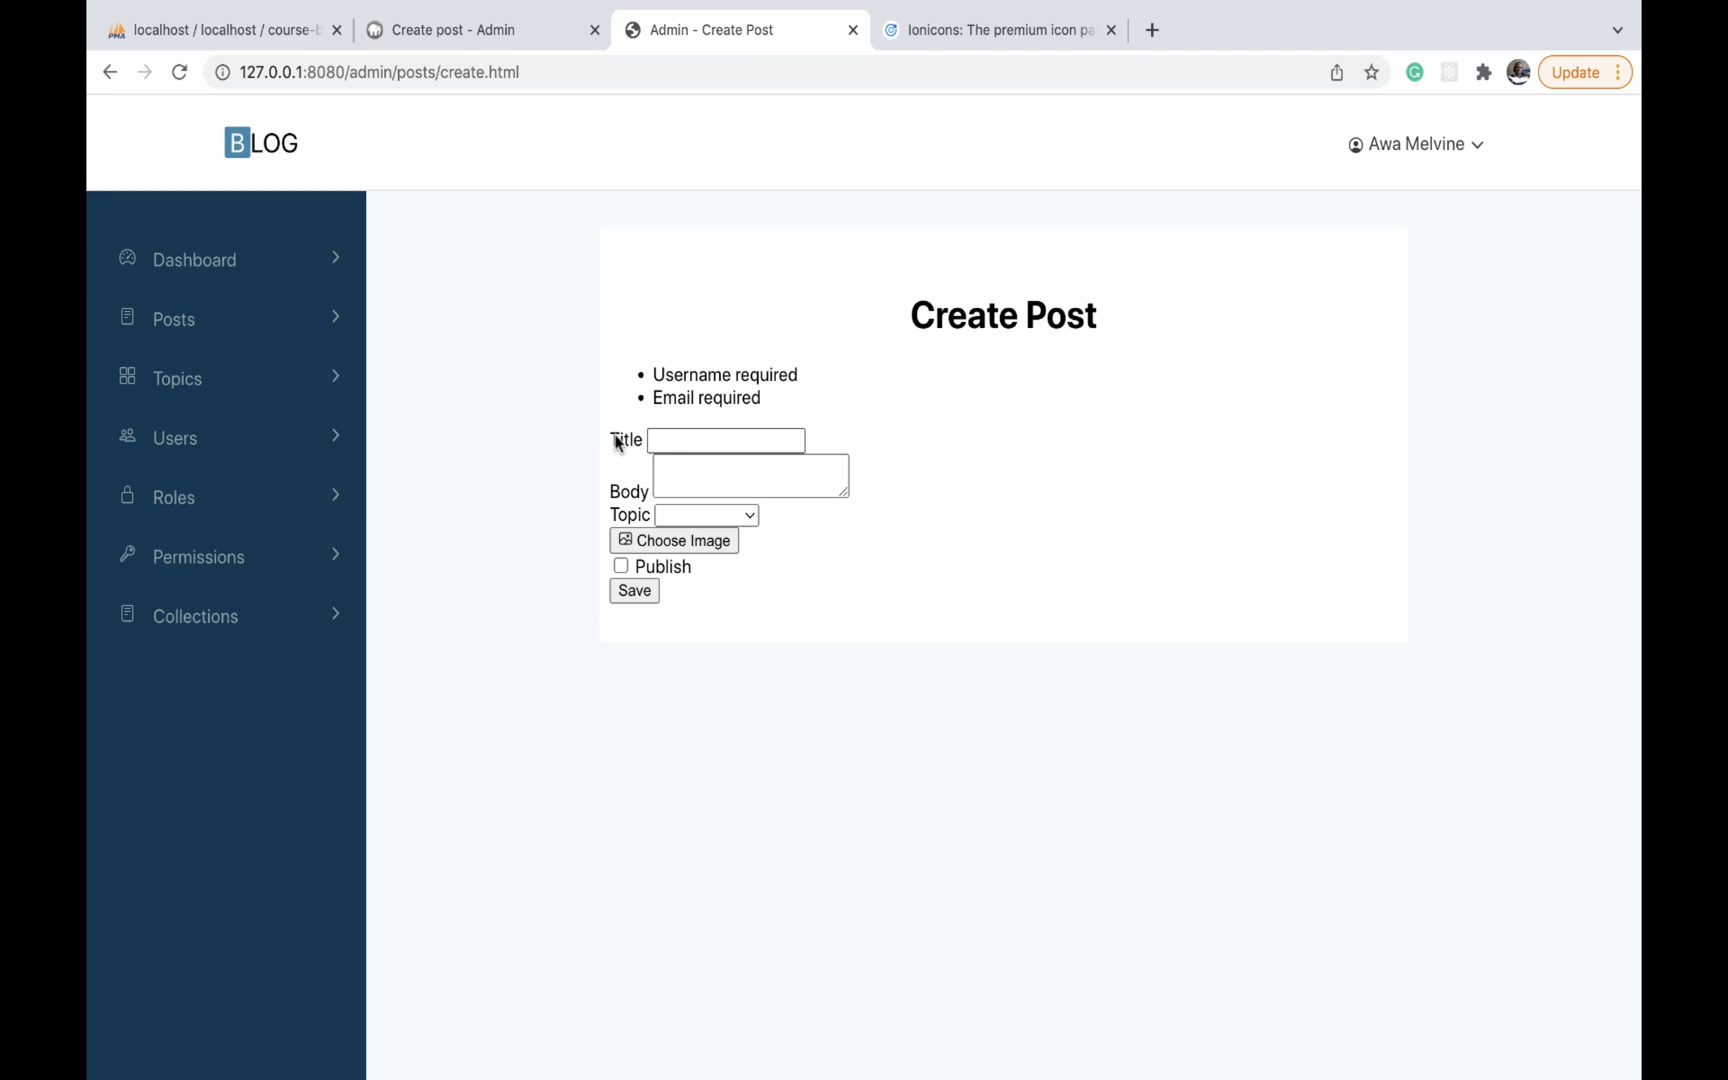 localhost / localhost / course-b
Create post - Admin
Admin - Create Post
Ionicons: The premium icon pa
127.0.0.1:8080/admin/posts/create.html
Update
BLOG
Awa Melvine
Dashboard
Posts
Topics
Users
Roles
Permissions
Collections
Create Post
• Username required
• Email required
Title
Body
Topic
Choose Image
Publish
Save